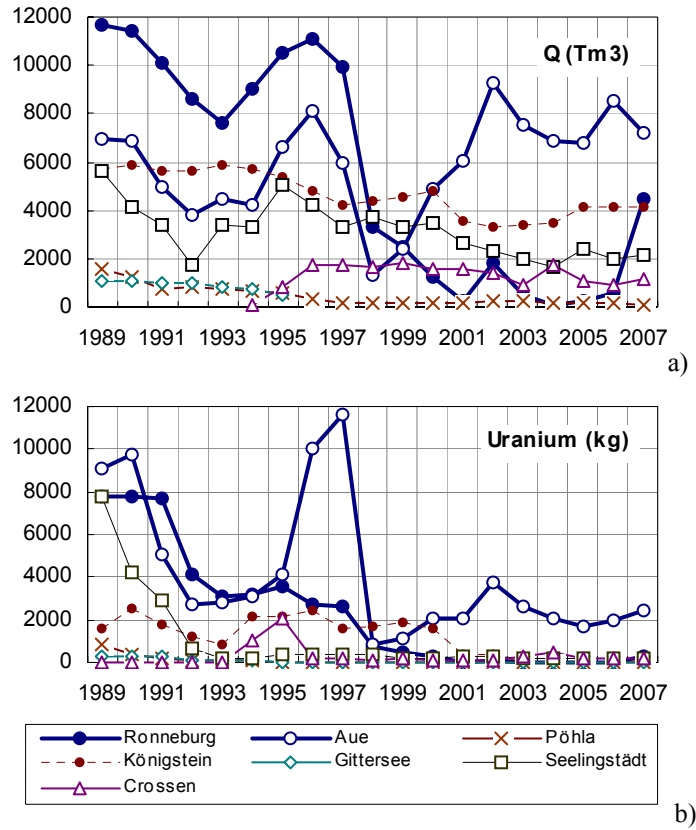 12000
Q (Tm3)
10000
8000
6000
4000
2000
0
1989 1991 1993 1995 1997 1999 2001 2003 2005 2007
a)
12000
Uranium (kg)
10000
8000
6000
4000
2000
0
1989 1991 1993 1995 1997 1999 2001 2003 2005 2007
Ronneburg Aue Pöhla
Königstein Gittersee Seelingstädt
Crossen
b)